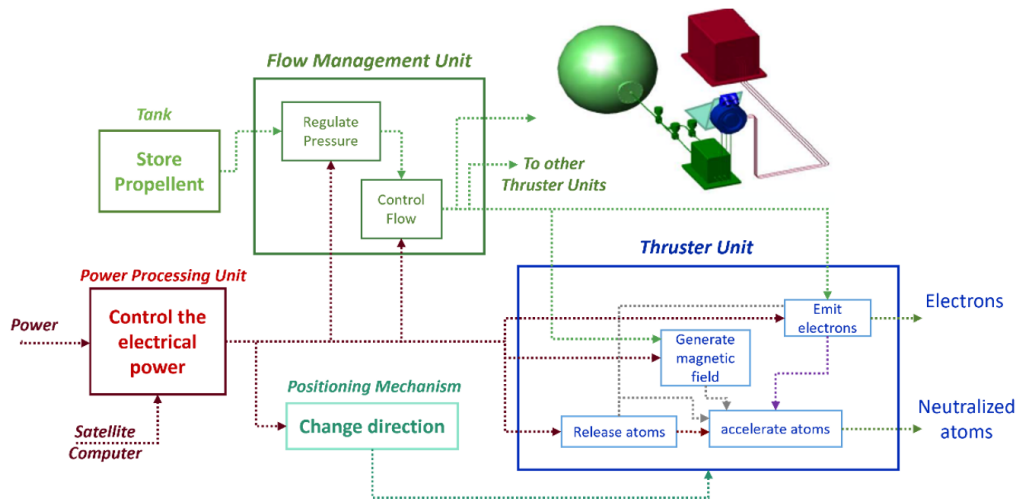 Flow Management Unit
Tank
Store
Propellent
Regulate
Pressure
Control
Flow
To other
Thruster Units
Power Processing Unit
Power
Control the
electrical
power
Satellite
Computer
Positioning Mechanism
Change direction
Thruster Unit
Emit
electrons
Electrons
Generate
magnetic
field
Release atoms
accelerate atoms
Neutralized
atoms